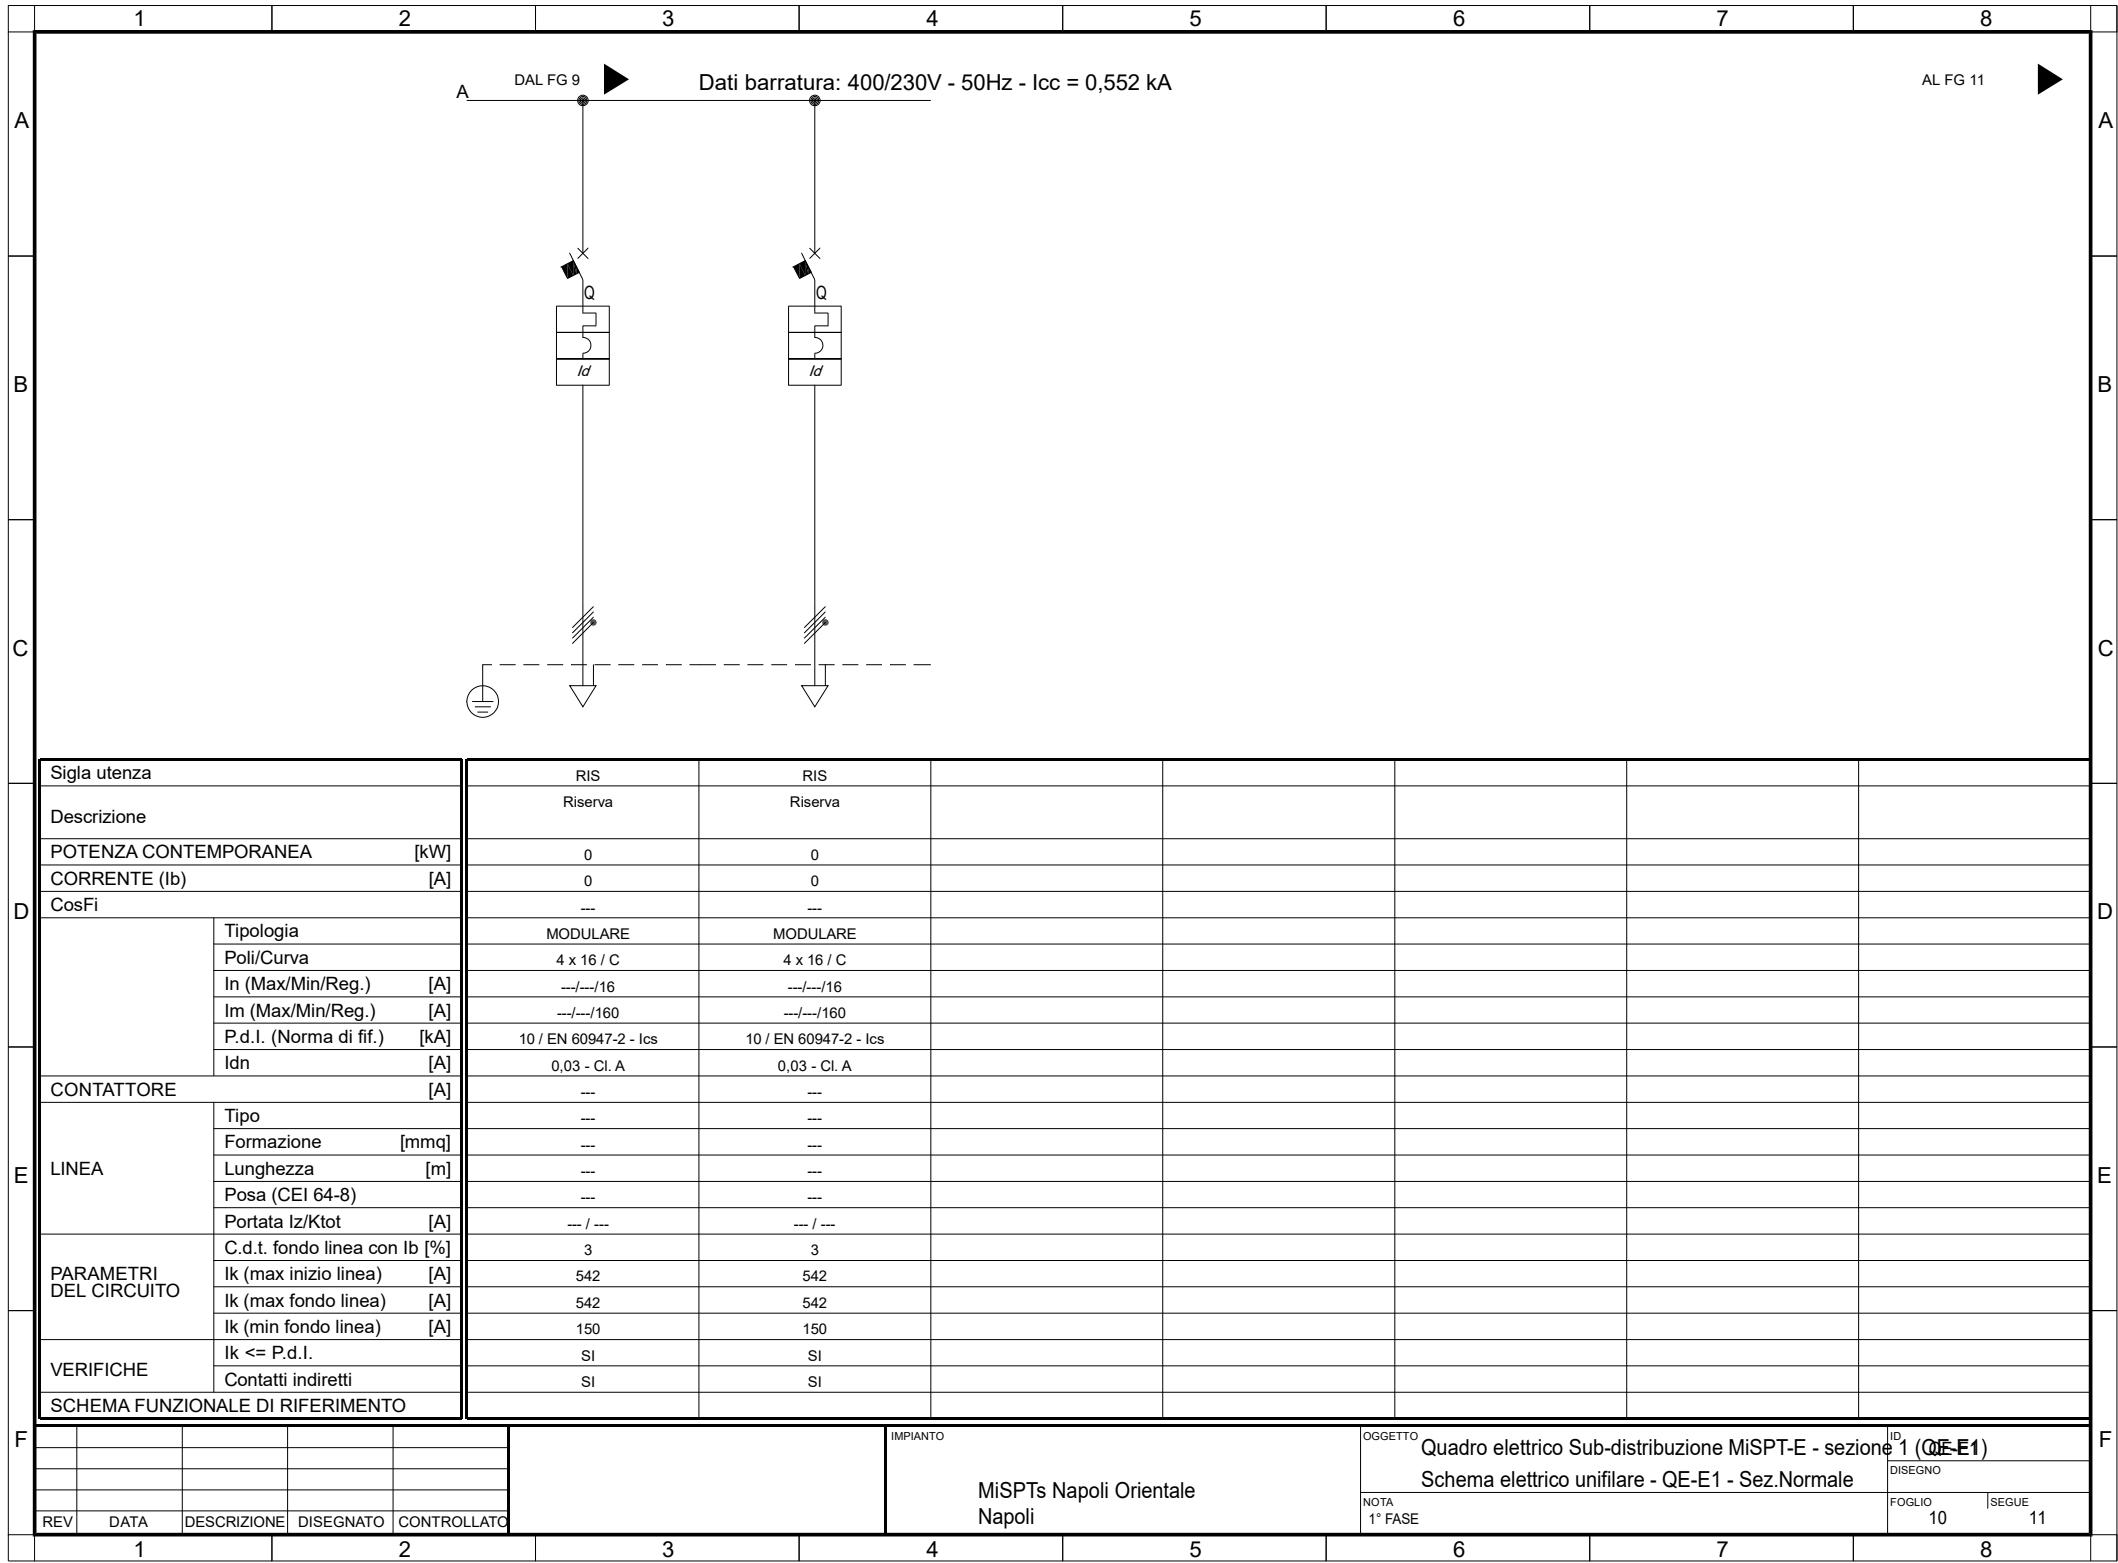 1 2 3 4 5 6 7 8
DAL FG 9
Dati barratura: 400/230V - 50Hz - Icc = 0,552 kA
AL FG 11
A
A A
Q Q
Id Id
B B
C C
Sigla utenza RIS RIS
Descrizione Riserva Riserva
POTENZA CONTEMPORANEA [kW] 0 0
CORRENTE (Ib) [A] 0 0
CosFi --- ---
D D
Tipologia MODULARE MODULARE
Poli/Curva 4 x 16 / C 4 x 16 / C
In (Max/Min/Reg.) [A] ---/---/16 ---/---/16
Im (Max/Min/Reg.) [A] ---/---/160 ---/---/160
P.d.I. (Norma di fif.) [kA] 10 / EN 60947-2 - Ics 10 / EN 60947-2 - Ics
Idn [A] 0,03 - Cl. A 0,03 - Cl. A
CONTATTORE [A] --- ---
LINEA
Tipo --- ---
Formazione [mmq] --- ---
Lunghezza [m] --- ---
E E
Posa (CEI 64-8) --- ---
Portata Iz/Ktot [A] --- / --- --- / ---
PARAMETRI
DEL CIRCUITO
C.d.t. fondo linea con Ib [%] 3 3
Ik (max inizio linea) [A] 542 542
Ik (max fondo linea) [A] 542 542
Ik (min fondo linea) [A] 150 150
VERIFICHE
Ik <= P.d.I. SI SI
Contatti indiretti SI SI
SCHEMA FUNZIONALE DI RIFERIMENTO
F F
REV DATA DESCRIZIONE DISEGNATO CONTROLLATO
IMPIANTO
MiSPTs Napoli Orientale
Napoli
OGGETTO
Quadro elettrico Sub-distribuzione MiSPT-E - sezione 1 (QE-E1)
Schema elettrico unifilare - QE-E1 - Sez.Normale
NOTA
1° FASE
ID
QE-E1
DISEGNO
FOGLIO
10
SEGUE
11
1 2 3 4 5 6 7 8